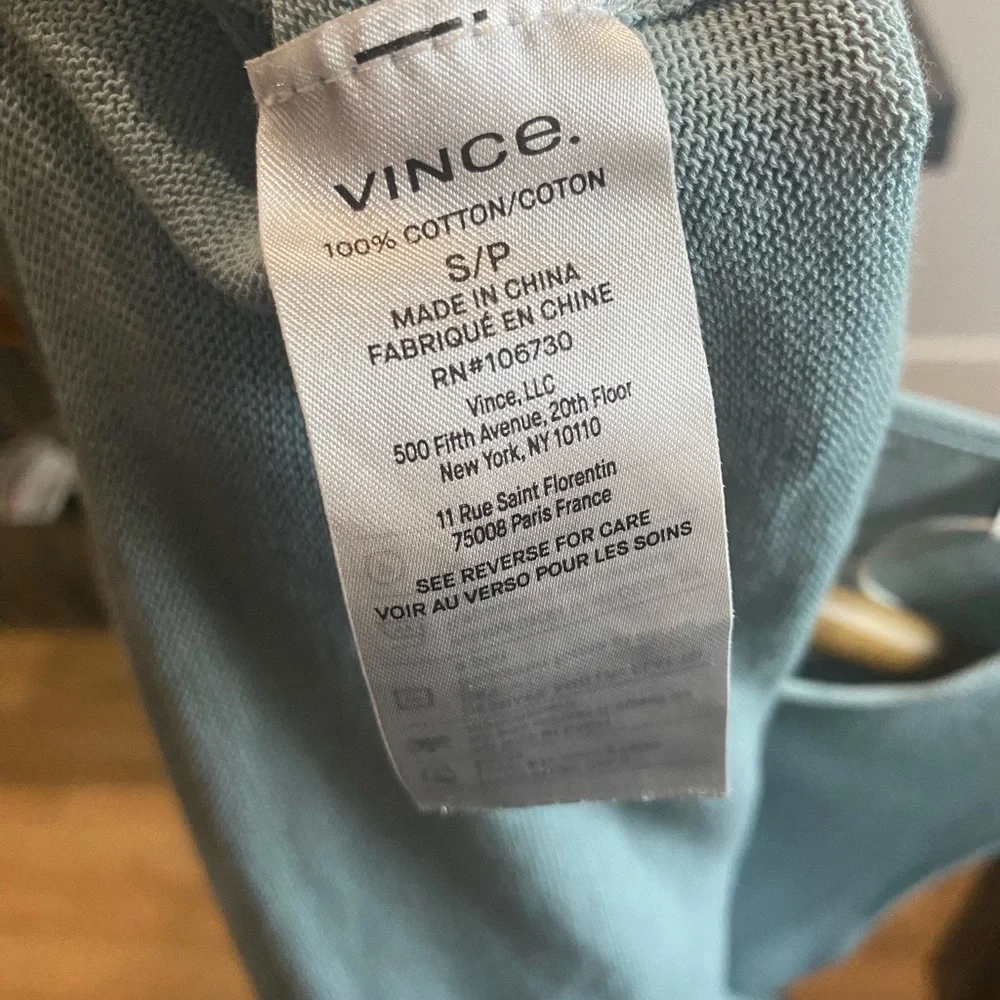 VINCE.
100% COTTON/COTON
S/P
MADE IN CHINA
FABRIQUÉ EN CHINE
RN#106730
Vince, LLC
500 Fifth Avenue, 20th Floor
New York, NY 10110
11 Rue Saint Florentin
75008 Paris France
SEE REVERSE FOR CARE
VOIR AU VERSO POUR LES SOINS